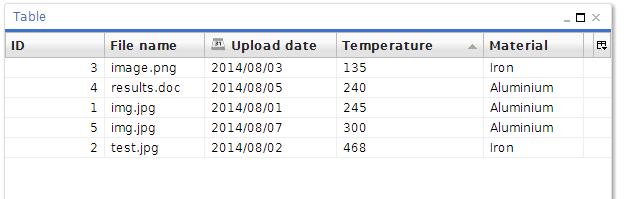 Table
ID File name 31 Upload date Temperature Material
3 image.png 2014/08/03 135 Iron
4 results.doc 2014/08/05 240 Aluminium
1 img.jpg 2014/08/01 245 Aluminium
5 img.jpg 2014/08/07 300 Aluminium
2 test.jpg 2014/08/02 468 Iron